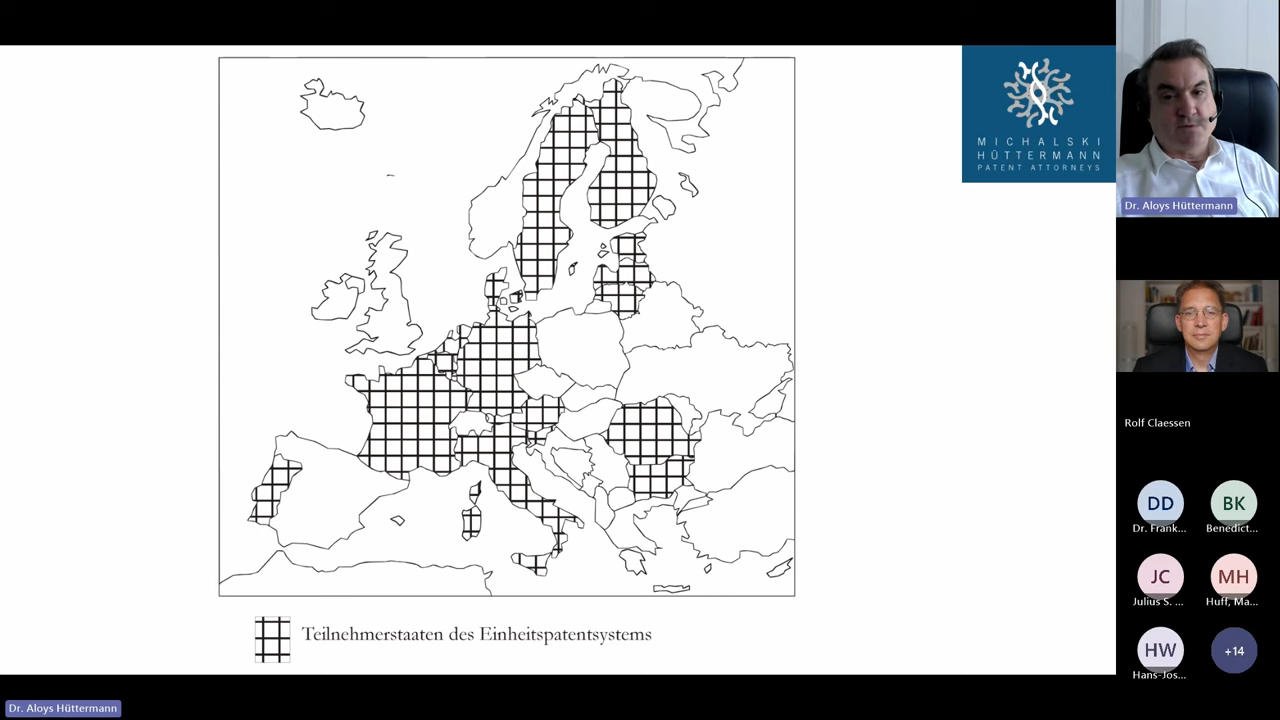 MICHALSKI
HÜTTERMANN
PATENT ATTORNEYS
Dr. Aloys Hüttermann
Rolf Claessen
DD
BK
Dr. Frank...
Benedict...
JC
MH
Julius S. ...
Huff, Ma...
HW
+14
Hans-Jos...
Teilnehmerstaaten des Einheitspatentsystems
Dr. Aloys Hüttermann